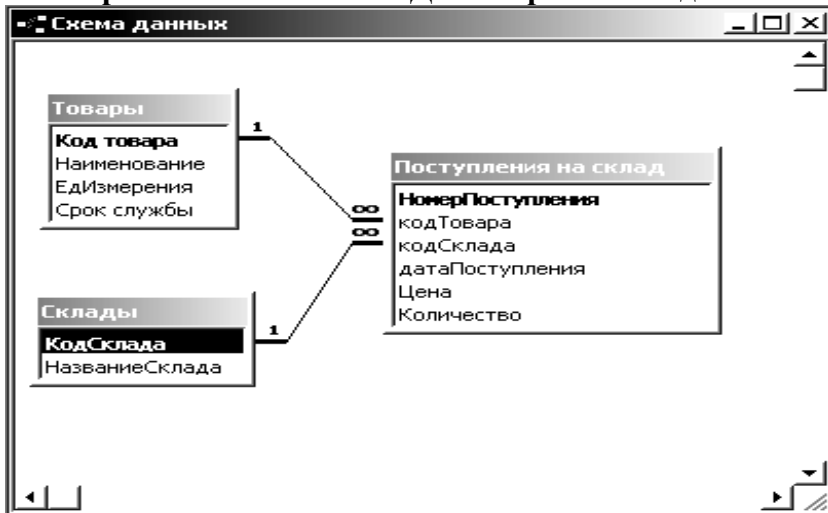 Схема данных
Товары
Код товара
Наименование
ЕдИзмерения
Срок службы
1
Поступления на склад
НомерПоступления
кодТовара
кодСклада
датаПоступления
Цена
Количество
∞
∞
Склады
КодСклада
НазваниеСклада
1